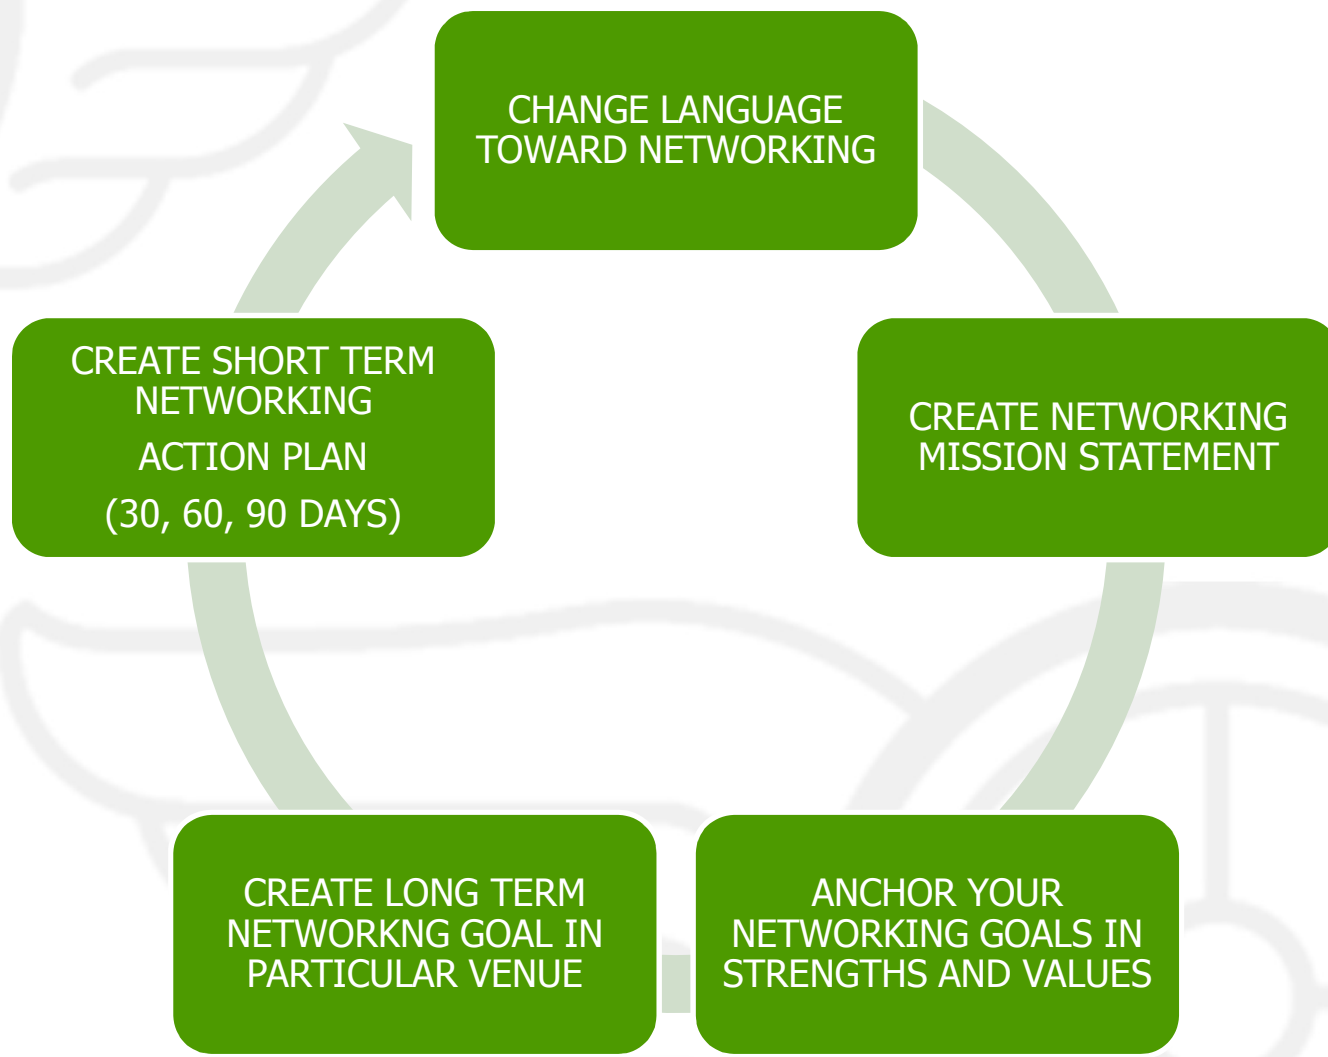 CHANGE LANGUAGE
TOWARD NETWORKING
CREATE NETWORKING
MISSION STATEMENT
ANCHOR YOUR
NETWORKING GOALS IN
STRENGTHS AND VALUES
CREATE LONG TERM
NETWORKNG GOAL IN
PARTICULAR VENUE
CREATE SHORT TERM
NETWORKING
ACTION PLAN
(30, 60, 90 DAYS)